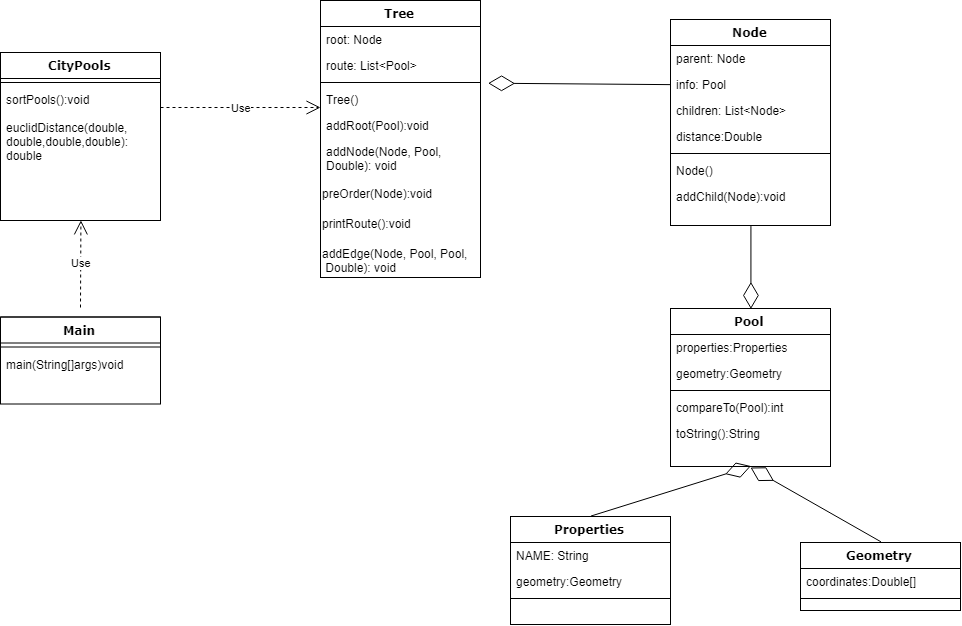 Tree
root: Node
route: List<Pool>
Tree()
addRoot(Pool):void
addNode(Node, Pool,
Double): void
preOrder(Node):void
printRoute():void
addEdge(Node, Pool, Pool,
Double): void
CityPools
sortPools():void
euclidDistance(double,
double,double,double):
double
Use
Use
Main
main(String[]args)void
Node
parent: Node
info: Pool
children: List<Node>
distance:Double
Node()
addChild(Node):void
Pool
properties:Properties
geometry:Geometry
compareTo(Pool):int
toString():String
Properties
NAME: String
geometry:Geometry
Geometry
coordinates:Double[]